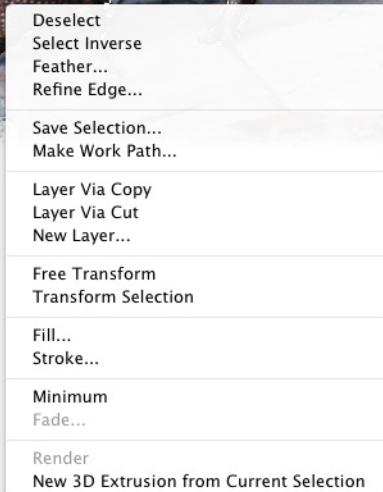 Deselect
Select Inverse
Feather...
Refine Edge...
Save Selection...
Make Work Path...
Layer Via Copy
Layer Via Cut
New Layer...
Free Transform
Transform Selection
Fill...
Stroke...
Minimum
Fade...
Render
New 3D Extrusion from Current Selection